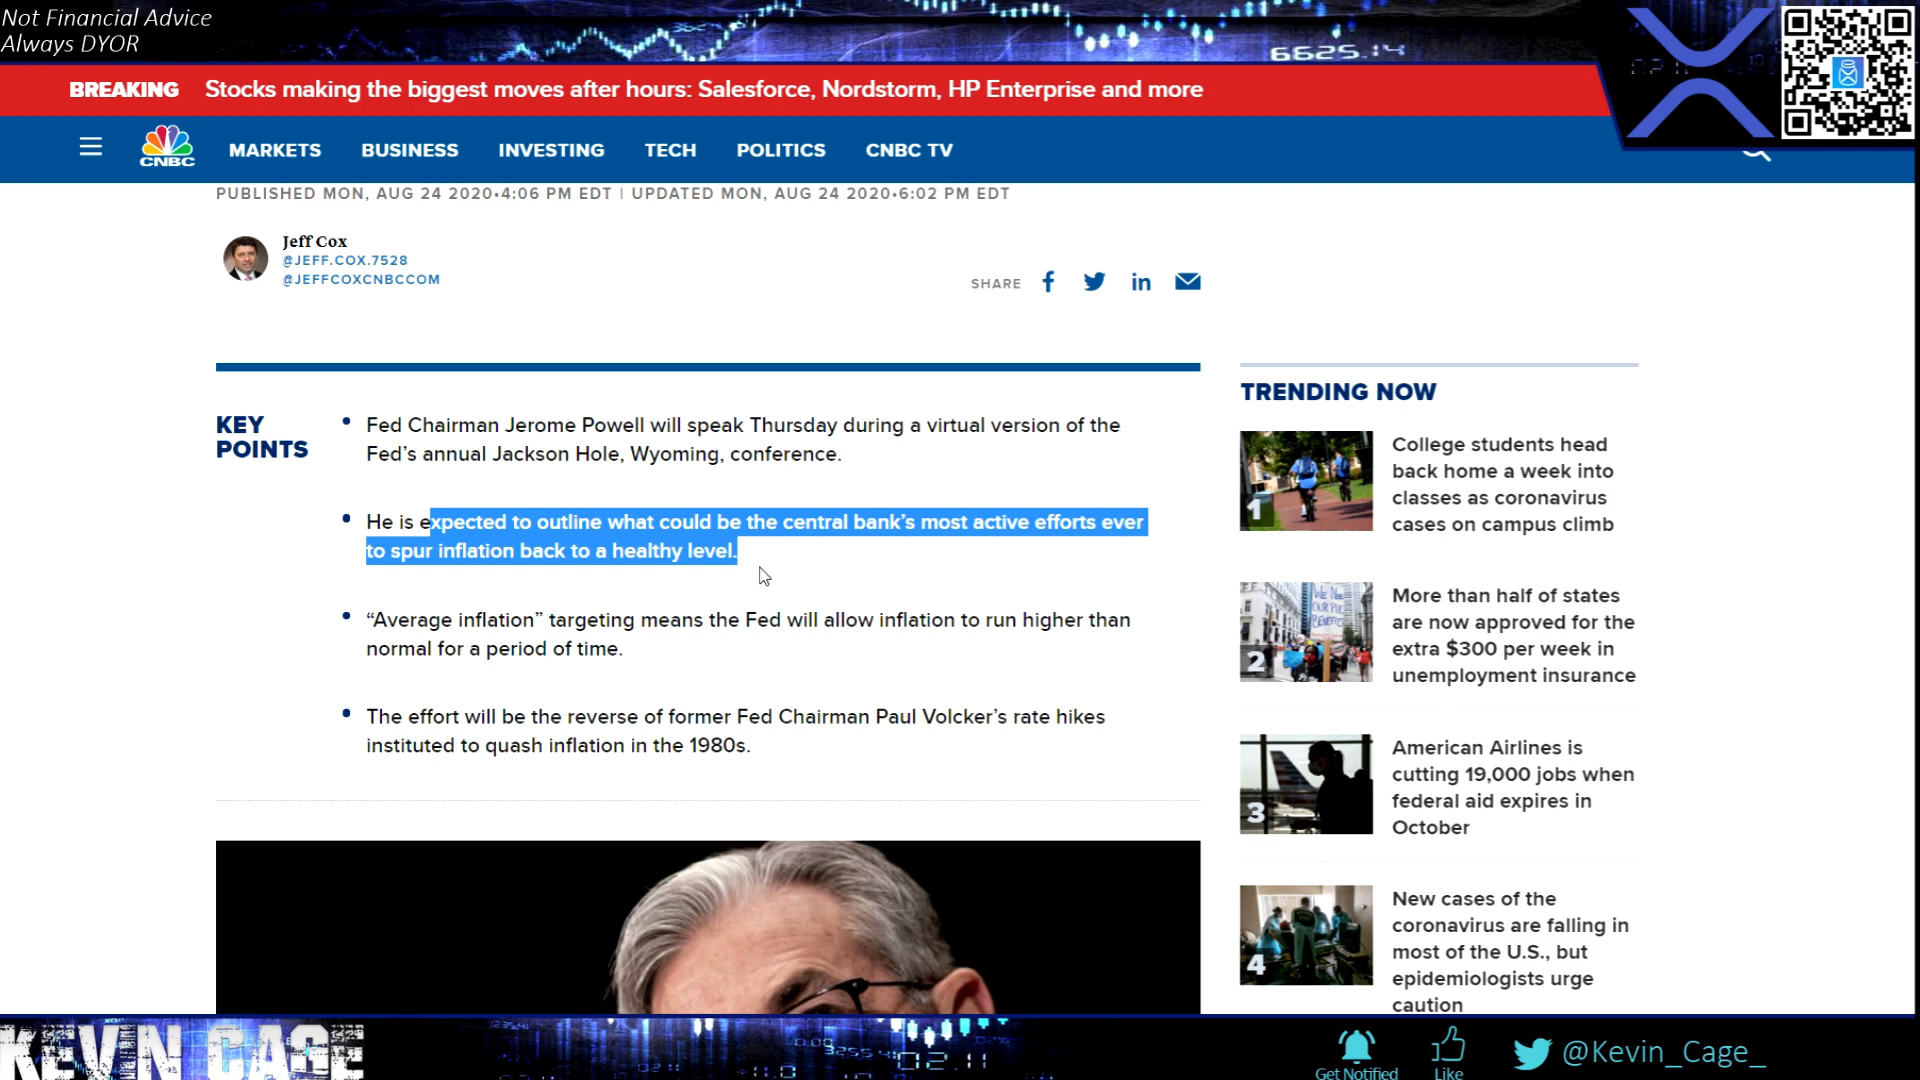 Not Financial Advice
Always DYOR
6625.14
BREAKING Stocks making the biggest moves after hours: Salesforce, Nordstorm, HP Enterprise and more
CNBC
MARKETS BUSINESS INVESTING TECH POLITICS CNBC TV
PUBLISHED MON, AUG 24 2020•4:06 PM EDT | UPDATED MON, AUG 24 2020•6:02 PM EDT
Jeff Cox
@JEFF.COX.7528
@JEFFCOXCNBCCOM
SHARE
KEY
POINTS
Fed Chairman Jerome Powell will speak Thursday during a virtual version of the
Fed's annual Jackson Hole, Wyoming, conference.
He is expected to outline what could be the central bank's most active efforts ever
to spur inflation back to a healthy level.
“Average inflation” targeting means the Fed will allow inflation to run higher than
normal for a period of time.
The effort will be the reverse of former Fed Chairman Paul Volcker's rate hikes
instituted to quash inflation in the 1980s.
TRENDING NOW
1
College students head
back home a week into
classes as coronavirus
cases on campus climb
2
More than half of states
are now approved for the
extra $300 per week in
unemployment insurance
3
American Airlines is
cutting 19,000 jobs when
federal aid expires in
October
4
New cases of the
coronavirus are falling in
most of the U.S., but
epidemiologists urge
caution
KEVIN CAGE
02.11
Get Notified
Like
@Kevin_Cage_